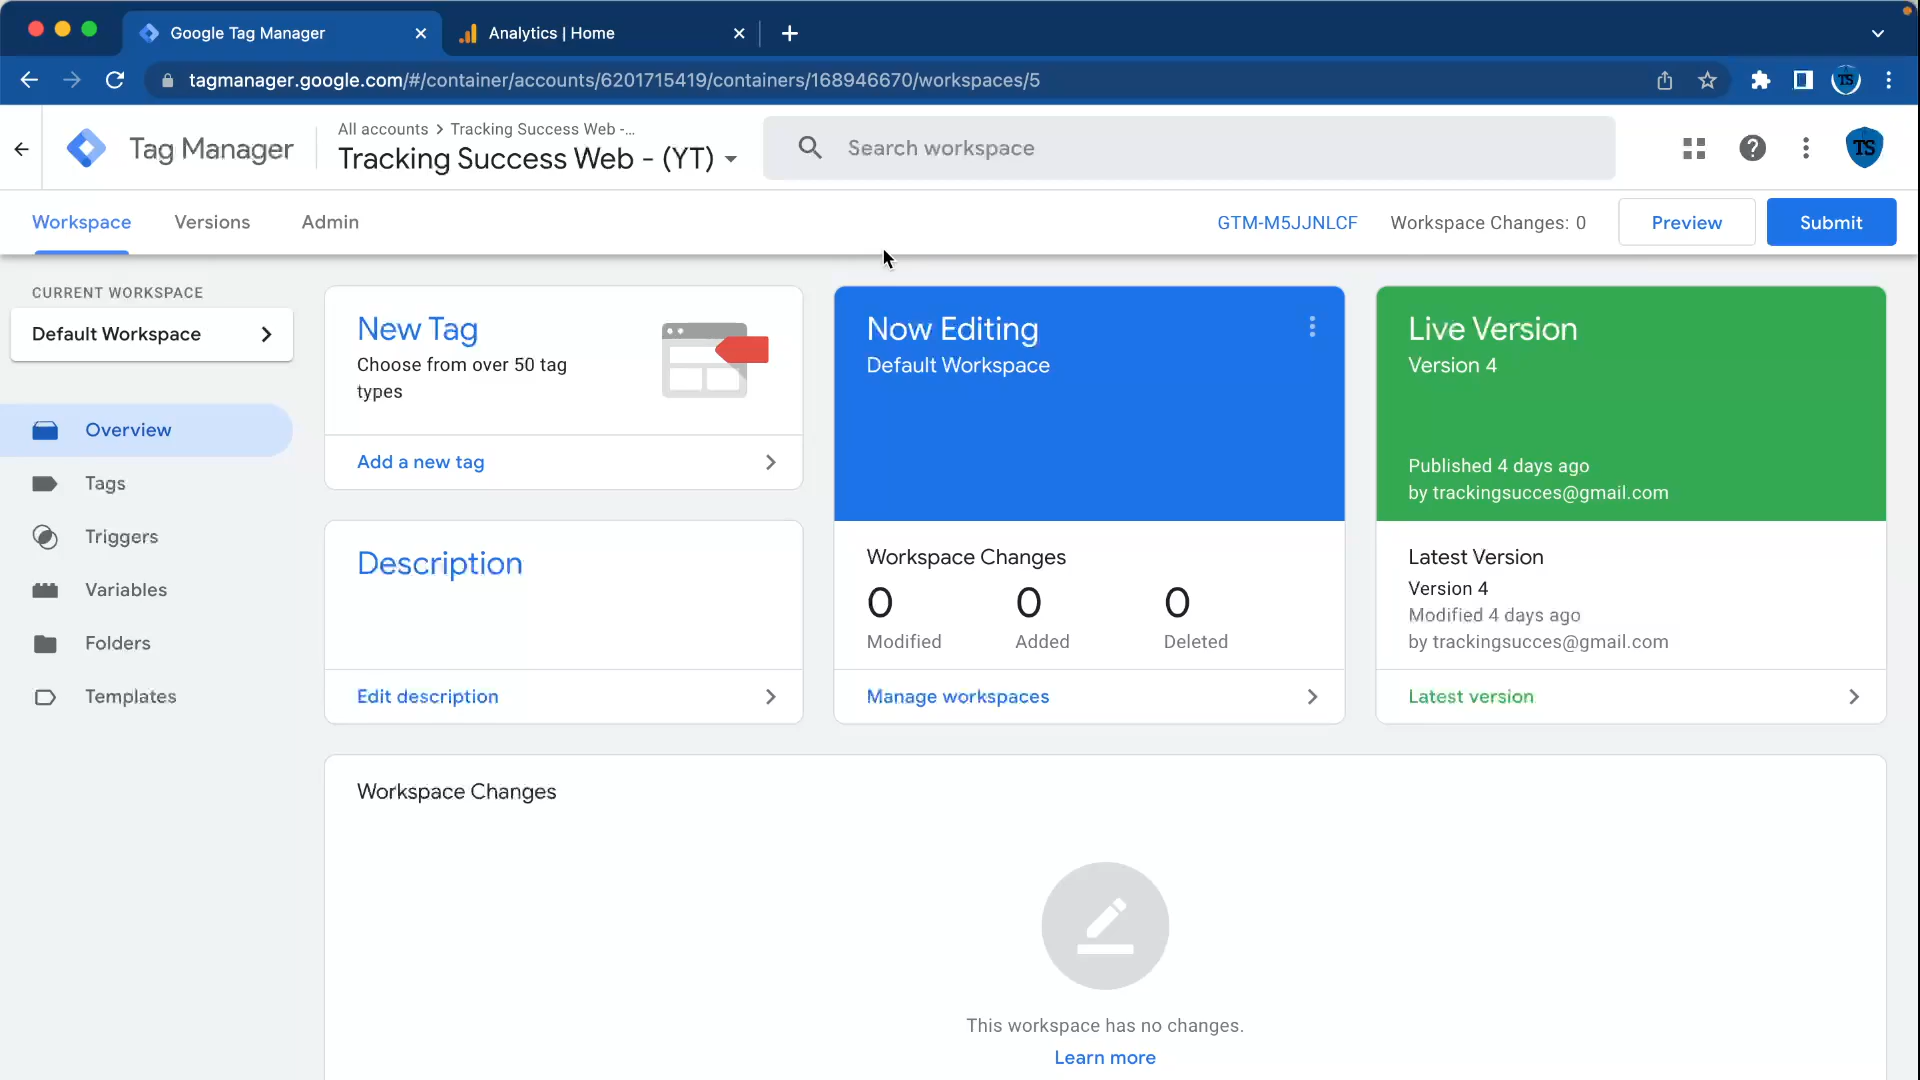 Google Tag Manager
Analytics | Home
tagmanager.google.com/#/container/accounts/6201715419/containers/168946670/workspaces/5
TS
Tag Manager
All accounts > Tracking Success Web -...
Tracking Success Web - (YT)
Search workspace
TS
Workspace
Versions
Admin
GTM-M5JJNLCF
Workspace Changes: 0
Preview
Submit
CURRENT WORKSPACE
Default Workspace
Overview
Tags
Triggers
Variables
Folders
Templates
New Tag
Choose from over 50 tag
types
Add a new tag
Description
Edit description
Now Editing
Default Workspace
Workspace Changes
0 0 0
Modified Added Deleted
Manage workspaces
Live Version
Version 4
Published 4 days ago
by trackingsucces@gmail.com
Latest Version
Version 4
Modified 4 days ago
by trackingsucces@gmail.com
Latest version
Workspace Changes
This workspace has no changes.
Learn more